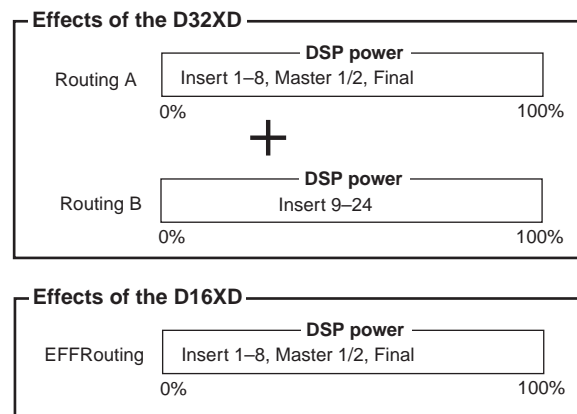 Effects of the D32XD
DSP power
Routing A
Insert 1–8, Master 1/2, Final
0%
100%
+
DSP power
Routing B
Insert 9–24
0%
100%
Effects of the D16XD
DSP power
EFFRouting
Insert 1–8, Master 1/2, Final
0%
100%